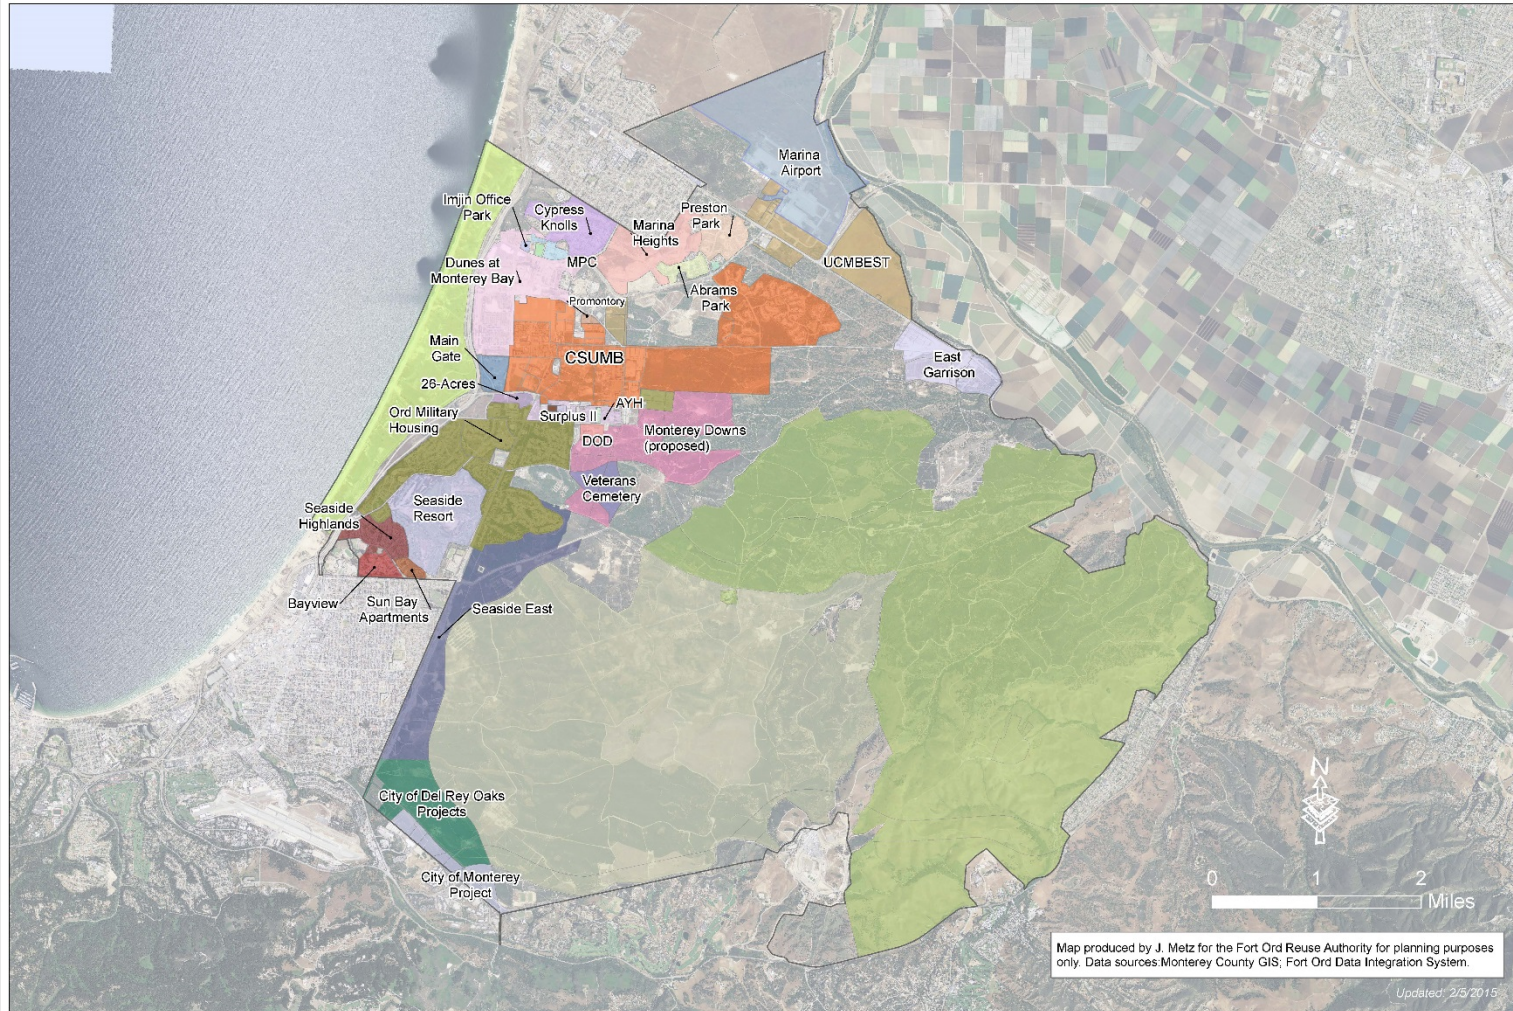 Marina
Airport
Imjin Office
Park
Cypress
Knolls
Marina
Heights
Preston
Park
Dunes at
Monterey Bay
MPC
UCMBEST
Abrams
Park
Promontory
Main
Gate
CSUMB
East
Garrison
26-Acres
Ord Military
Housing
Surplus II
AYH
DOD
Monterey Downs
(proposed)
Veterans
Cemetery
Seaside
Resort
Seaside
Highlands
Bayview
Sun Bay
Apartments
Seaside East
City of Del Rey Oaks
Projects
City of Monterey
Project
N
0 1 2
Miles
Map produced by J. Metz for the Fort Ord Reuse Authority for planning purposes
only. Data sources:Monterey County GIS; Fort Ord Data Integration System.
Updated: 2/5/2015